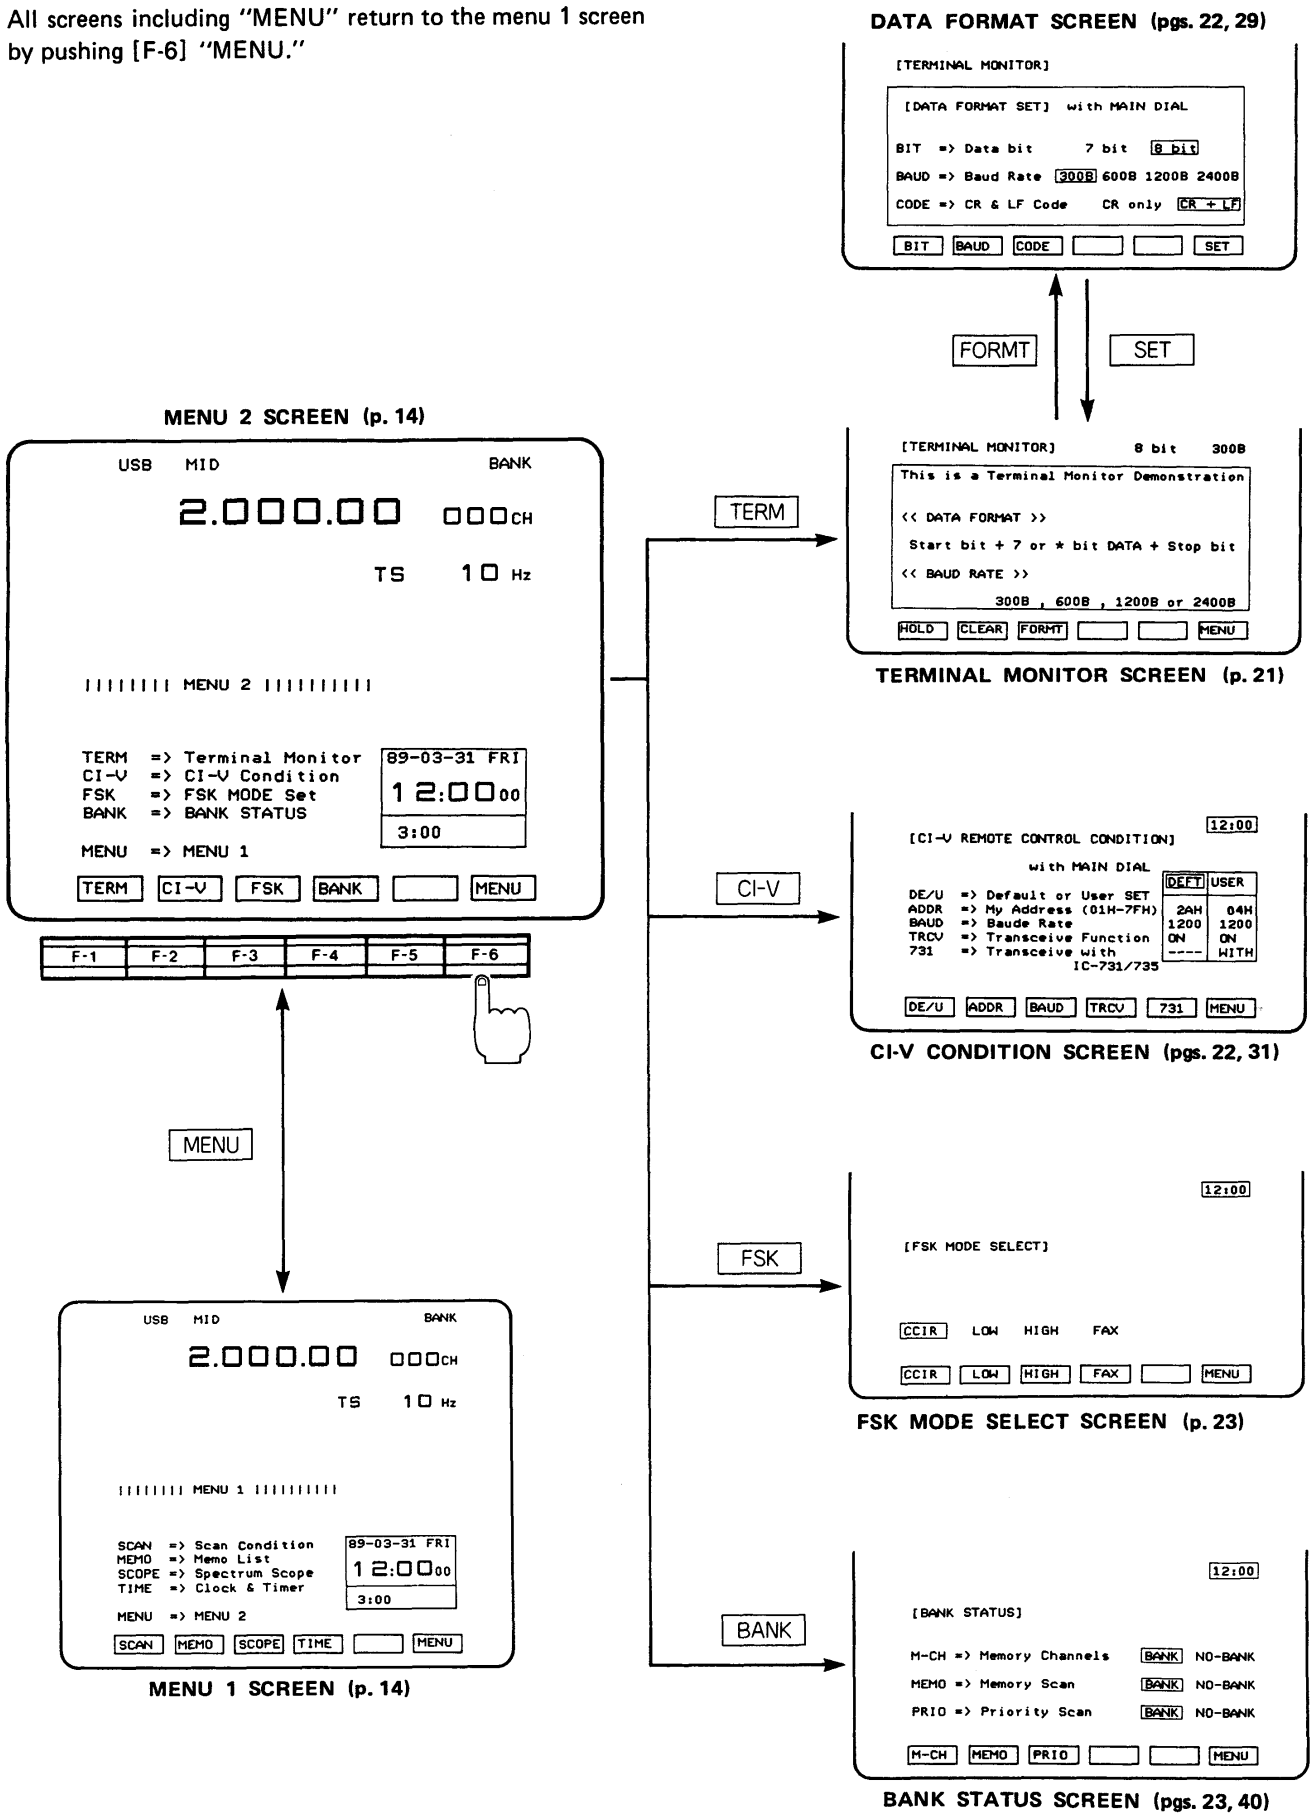 All screens including “MENU” return to the menu 1 screen
by pushing [F-6] “MENU.”
DATA FORMAT SCREEN (pgs. 22, 29)
[TERMINAL MONITOR]
[DATA FORMAT SET] with MAIN DIAL
BIT => Data bit 7 bit 8 bit
BAUD => Baud Rate 300B 600B 1200B 2400B
CODE => CR & LF Code CR only CR + LF
BIT BAUD CODE SET
FORMT SET
MENU 2 SCREEN (p. 14)
USB MID BANK
2.000.00 000CH
TS 10 Hz
|||||||| MENU 2 ||||||||||
TERM => Terminal Monitor
CI-V => CI-V Condition
FSK => FSK MODE Set
BANK => BANK STATUS
MENU => MENU 1
89-03-31 FRI
12:00 00
3:00
TERM CI-V FSK BANK MENU
F-1 F-2 F-3 F-4 F-5 F-6
TERM
[TERMINAL MONITOR] 8 bit 300B
This is a Terminal Monitor Demonstration
<< DATA FORMAT >>
Start bit + 7 or * bit DATA + Stop bit
<< BAUD RATE >>
300B , 600B , 1200B or 2400B
HOLD CLEAR FORMT MENU
TERMINAL MONITOR SCREEN (p. 21)
CI-V
12:00
[CI-V REMOTE CONTROL CONDITION]
with MAIN DIAL
DEFT USER
DE/U => Default or User SET
ADDR => My Address (01H-7FH) 2AH 04H
BAUD => Baude Rate 1200 1200
TRCV => Transceive Function ON ON
731 => Transceive with ---- WITH
IC-731/735
DE/U ADDR BAUD TRCV 731 MENU
CI-V CONDITION SCREEN (pgs. 22, 31)
MENU
FSK
12:00
[FSK MODE SELECT]
CCIR LOW HIGH FAX
CCIR LOW HIGH FAX MENU
FSK MODE SELECT SCREEN (p. 23)
USB MID BANK
2.000.00 000CH
TS 10 Hz
|||||||| MENU 1 ||||||||||
SCAN => Scan Condition
MEMO => Memo List
SCOPE => Spectrum Scope
TIME => Clock & Timer
MENU => MENU 2
89-03-31 FRI
12:00 00
3:00
SCAN MEMO SCOPE TIME MENU
MENU 1 SCREEN (p. 14)
BANK
12:00
[BANK STATUS]
M-CH => Memory Channels BANK NO-BANK
MEMO => Memory Scan BANK NO-BANK
PRIO => Priority Scan BANK NO-BANK
M-CH MEMO PRIO MENU
BANK STATUS SCREEN (pgs. 23, 40)